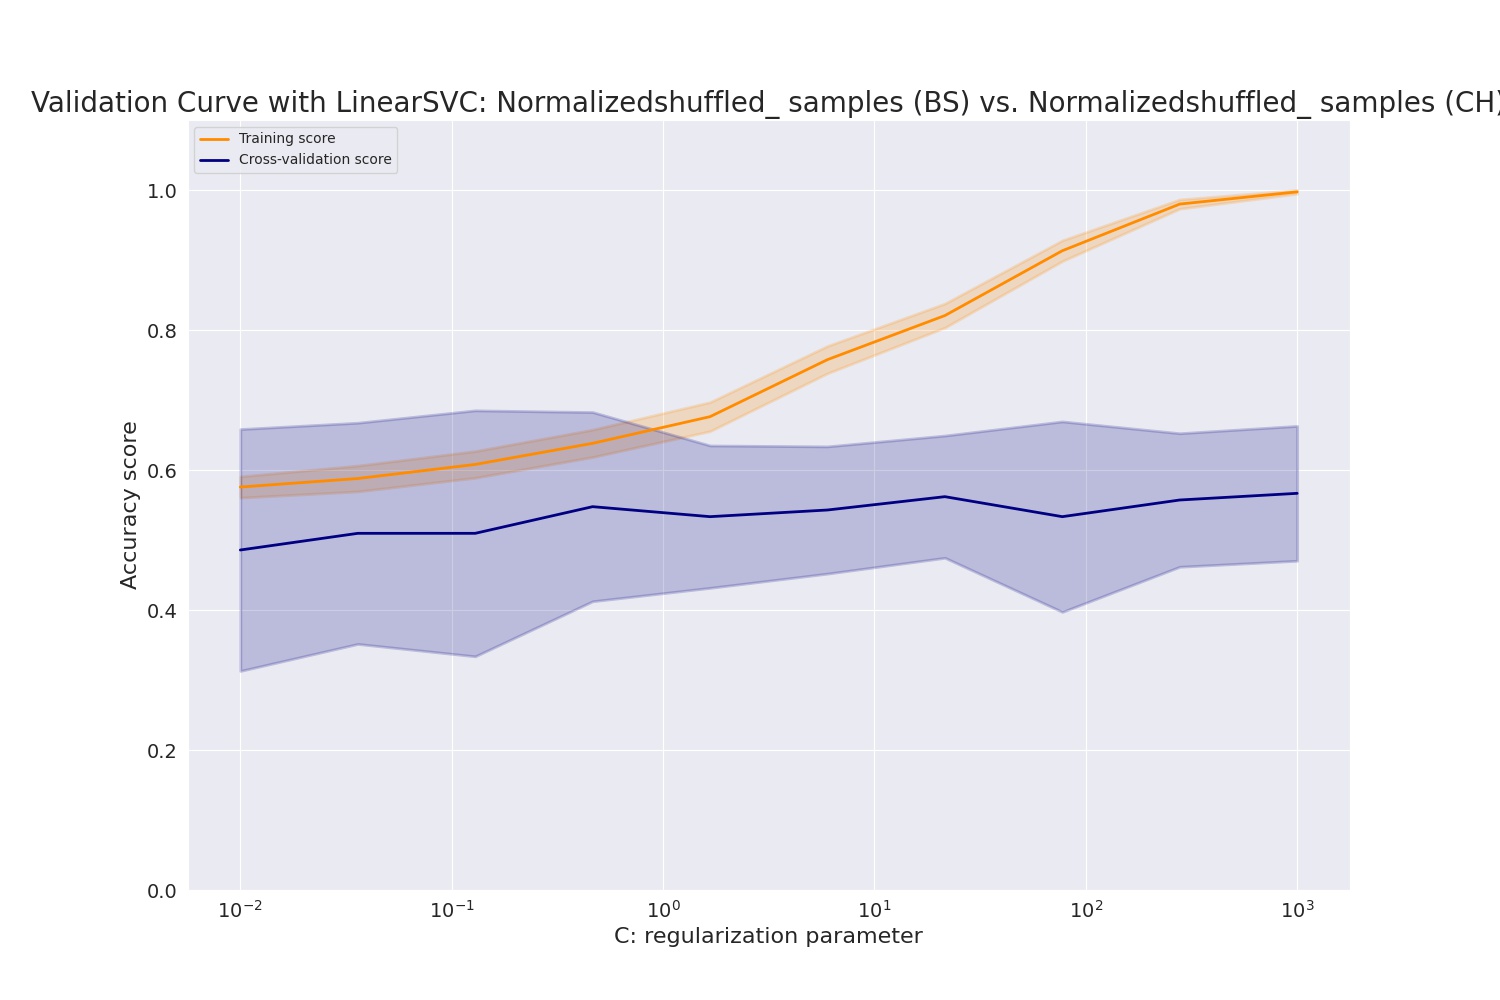 Validation Curve with LinearSVC: Normalizedshuffled_ samples (BS) vs. Normalizedshuffled_ samples (CH)
Training score
Cross-validation score
1.0
0.8
0.6
0.4
0.2
0.0
Accuracy score
10⁻² 10⁻¹ 10⁰ 10¹ 10² 10³
C: regularization parameter